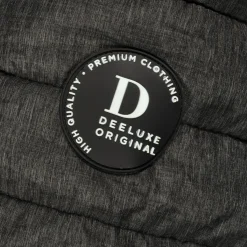 HIGH QUALITY • PREMIUM CLOTHING •
D
DEELUXE
ORIGINAL